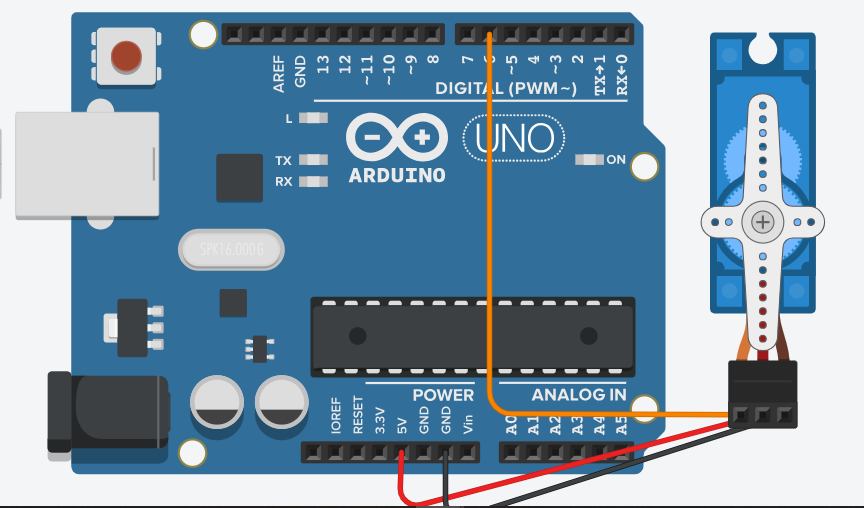 AREF
GND
13
12
~11
~10
~9
8
7
6
~5
4
~3
2
TX→1
RX←0
DIGITAL (PWM~)
L
TX
RX
ARDUINO
UNO
ON
SPK16.000G
POWER
ANALOG IN
IOREF
RESET
3.3V
5V
GND
GND
Vin
A0
A1
A2
A3
A4
A5